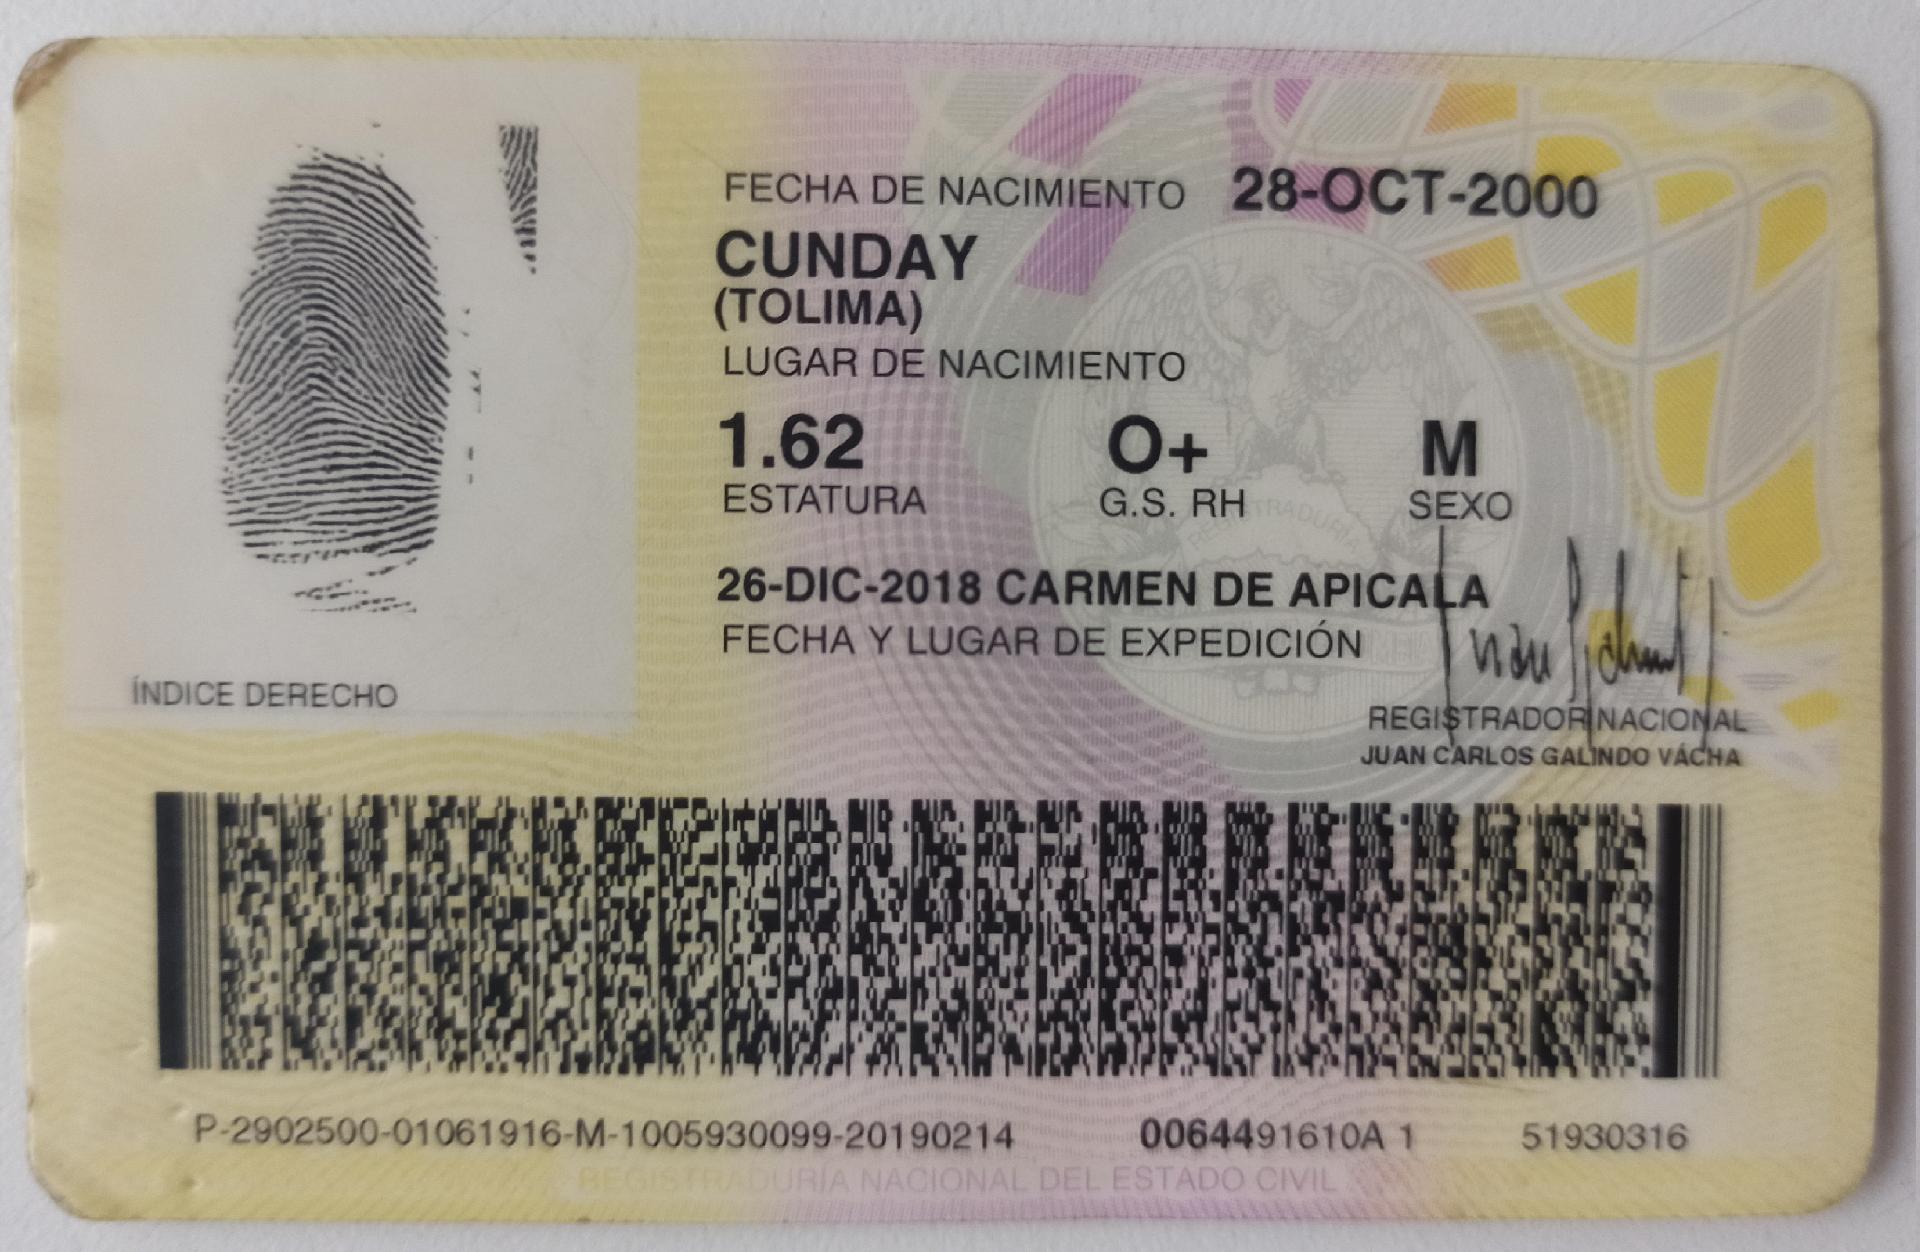 FECHA DE NACIMIENTO 28-OCT-2000
CUNDAY
(TOLIMA)
LUGAR DE NACIMIENTO
1.62 O+ M
ESTATURA G.S. RH SEXO
26-DIC-2018 CARMEN DE APICALA
FECHA Y LUGAR DE EXPEDICIÓN
ÍNDICE DERECHO
REGISTRADOR NACIONAL
JUAN CARLOS GALINDO VÁCHA
P-2902500-01061916-M-1005930099-20190214 0064491610A 1 51930316
REGISTRADURÍA NACIONAL DEL ESTADO CIVIL